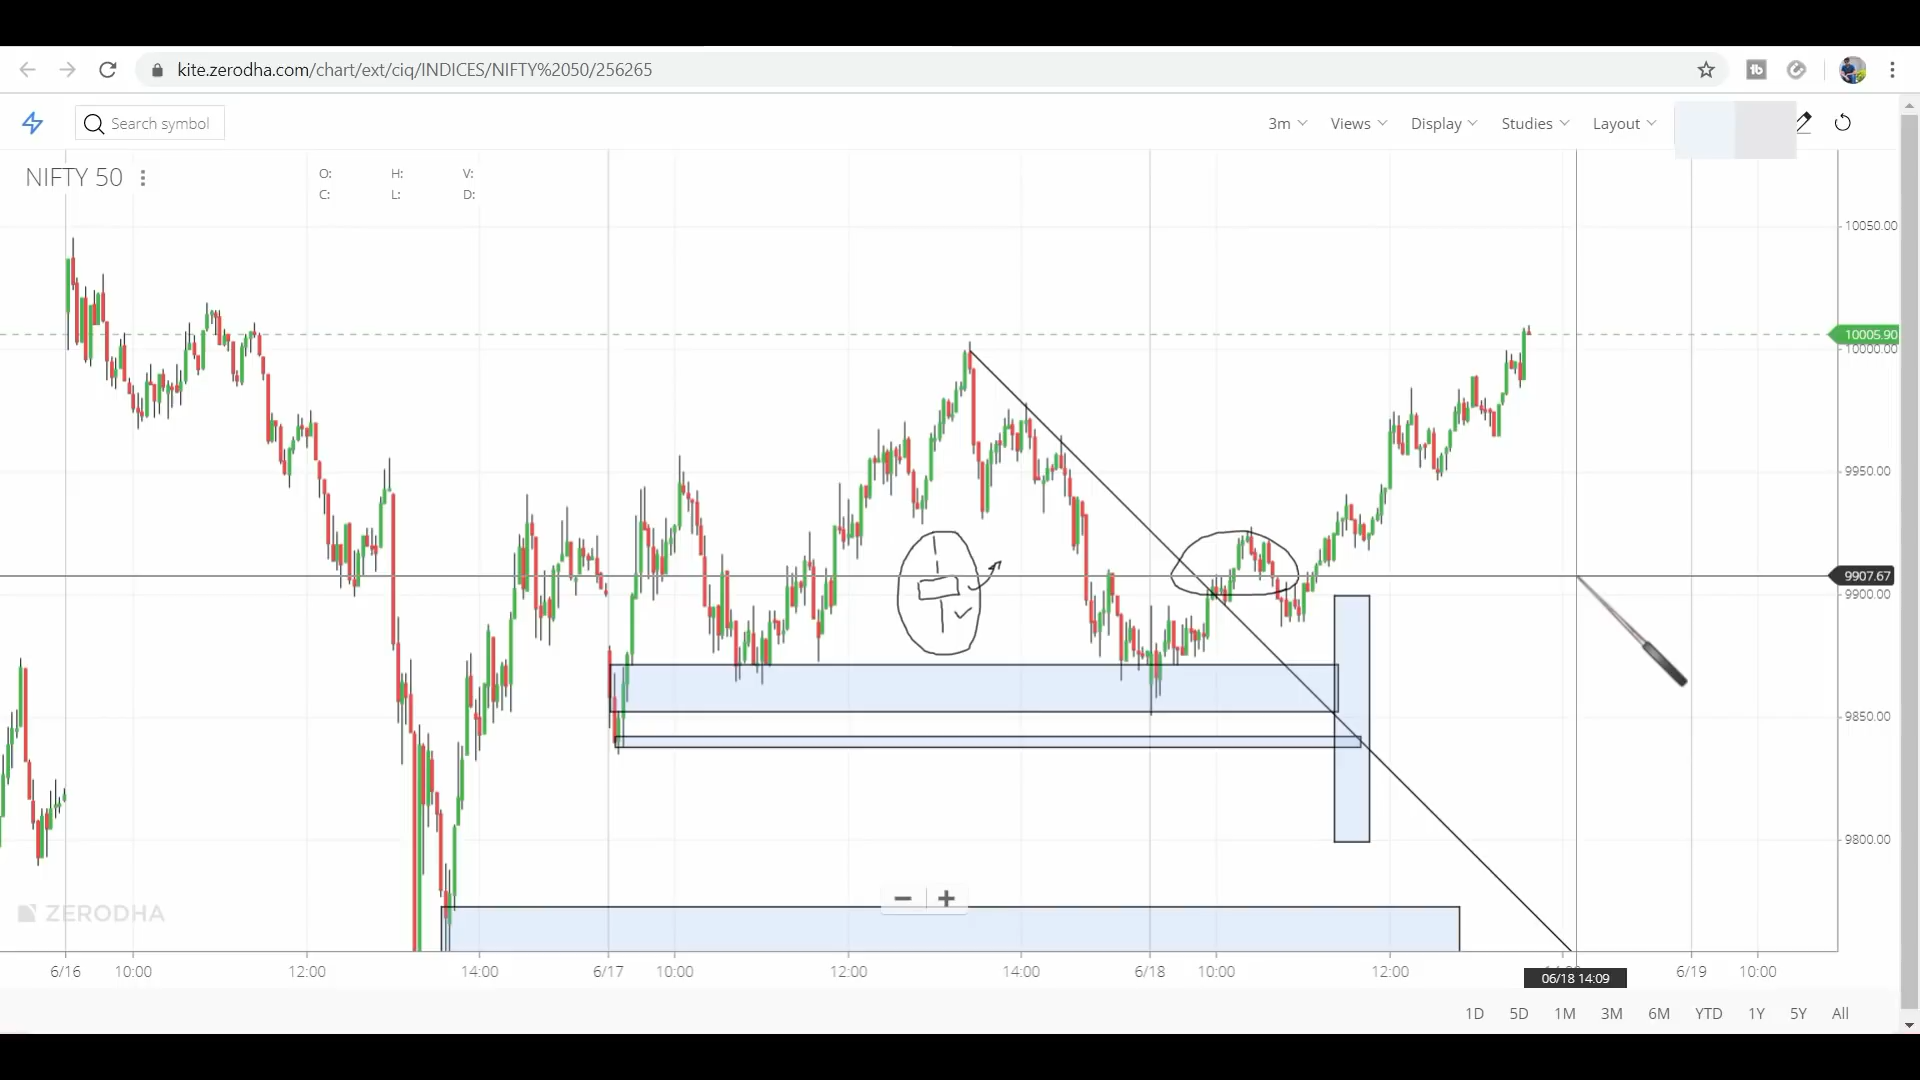 kite.zerodha.com/chart/ext/ciq/INDICES/NIFTY%2050/256265
tb
Search symbol
3m Views Display Studies Layout
NIFTY 50
O: H: V:
C: L: D:
10050.00
10005.90
10000.00
9950.00
9907.67
9900.00
9850.00
9800.00
ZERODHA
6/16 10:00 12:00 14:00 6/17 10:00 12:00 14:00 6/18 10:00 12:00 6/19 10:00
06/18 14:09
1D 5D 1M 3M 6M YTD 1Y 5Y All